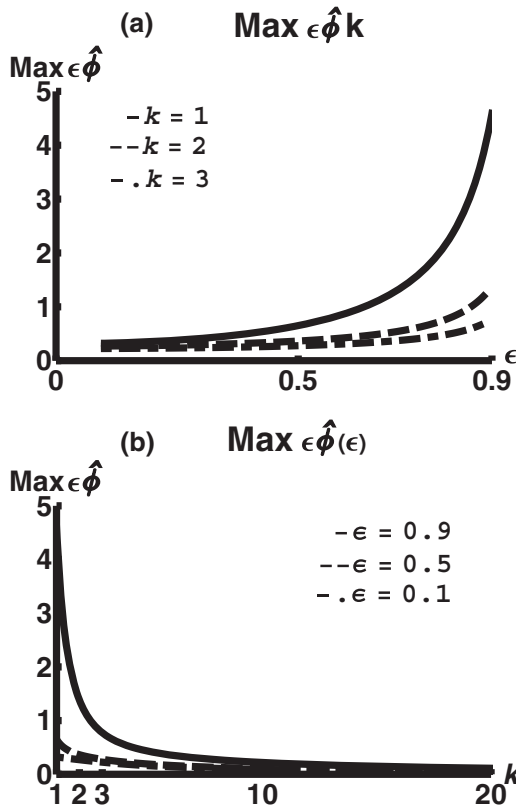 (a) Max ϵϕ̂ k
Max ϵϕ̂
5
4
3
2
1
0
-k = 1
--k = 2
-.k = 3
0 0.5 0.9 ϵ
(b) Max ϵϕ̂(ϵ)
Max ϵϕ̂
5
4
3
2
1
0
-ϵ = 0.9
--ϵ = 0.5
-.ϵ = 0.1
1 2 3 10 20 k